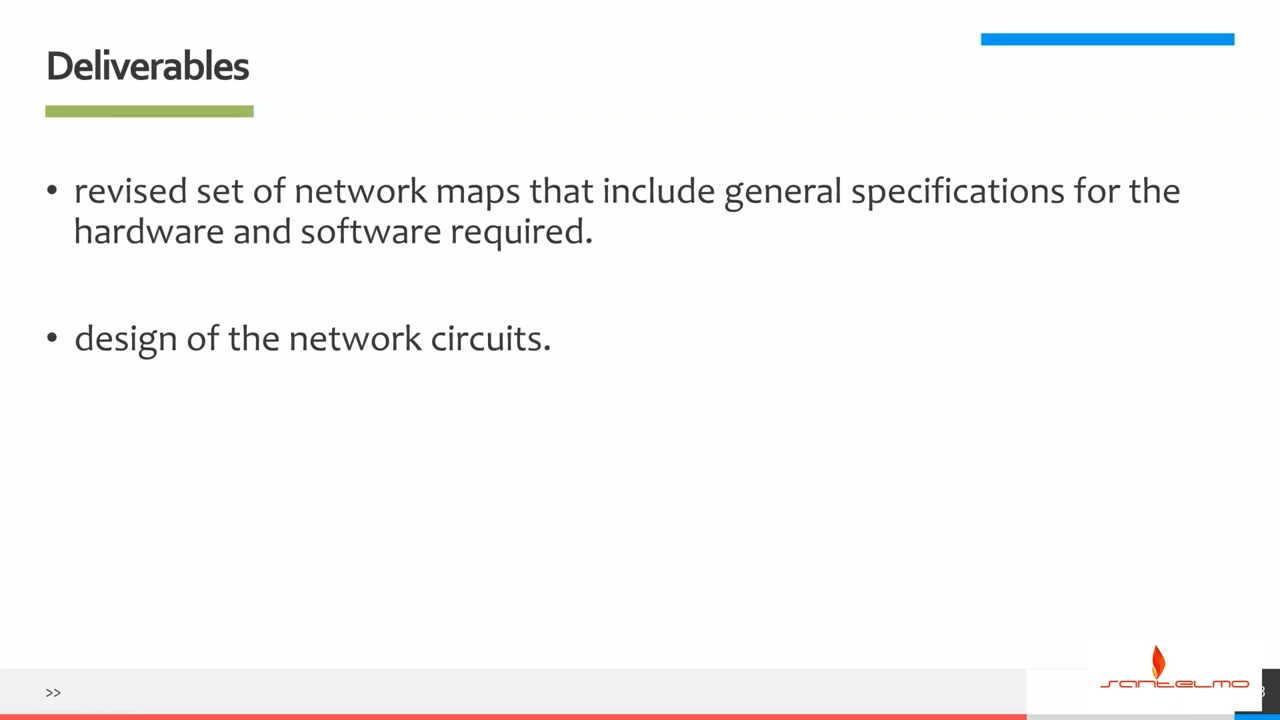 Deliverables
• revised set of network maps that include general specifications for the
hardware and software required.
• design of the network circuits.
>>
santelmo